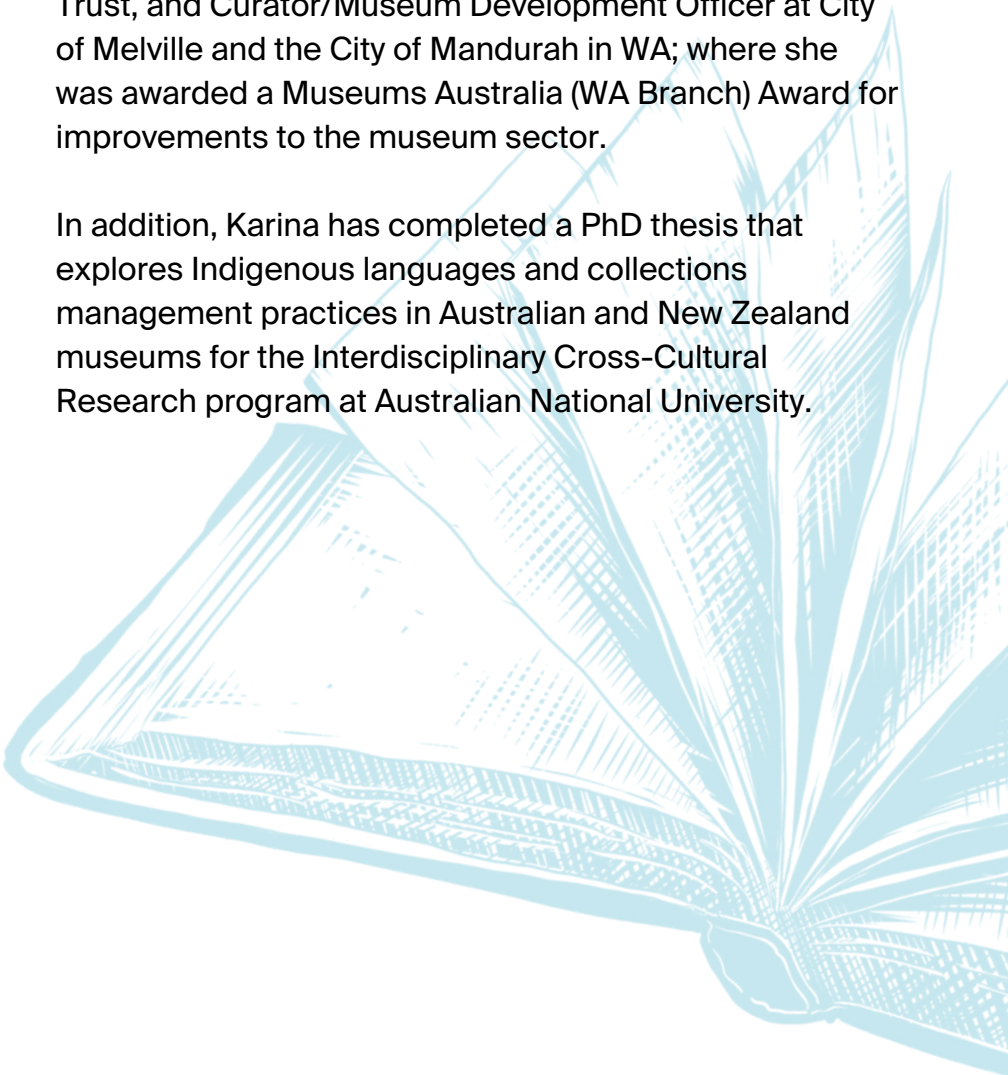 Trust, and Curator/Museum Development Officer at City
of Melville and the City of Mandurah in WA; where she
was awarded a Museums Australia (WA Branch) Award for
improvements to the museum sector.
In addition, Karina has completed a PhD thesis that
explores Indigenous languages and collections
management practices in Australian and New Zealand
museums for the Interdisciplinary Cross-Cultural
Research program at Australian National University.